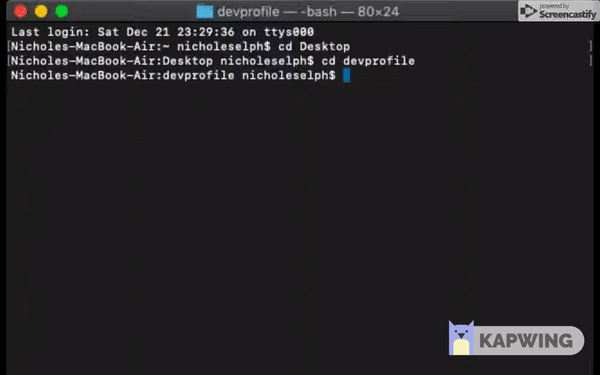 devprofile — -bash — 80×24
powered by
Screencastify
Last login: Sat Dec 21 23:29:36 on ttys000
[Nicholes-MacBook-Air:~ nicholeselph$ cd Desktop ]
[Nicholes-MacBook-Air:Desktop nicholeselph$ cd devprofile ]
Nicholes-MacBook-Air:devprofile nicholeselph$
KAPWING